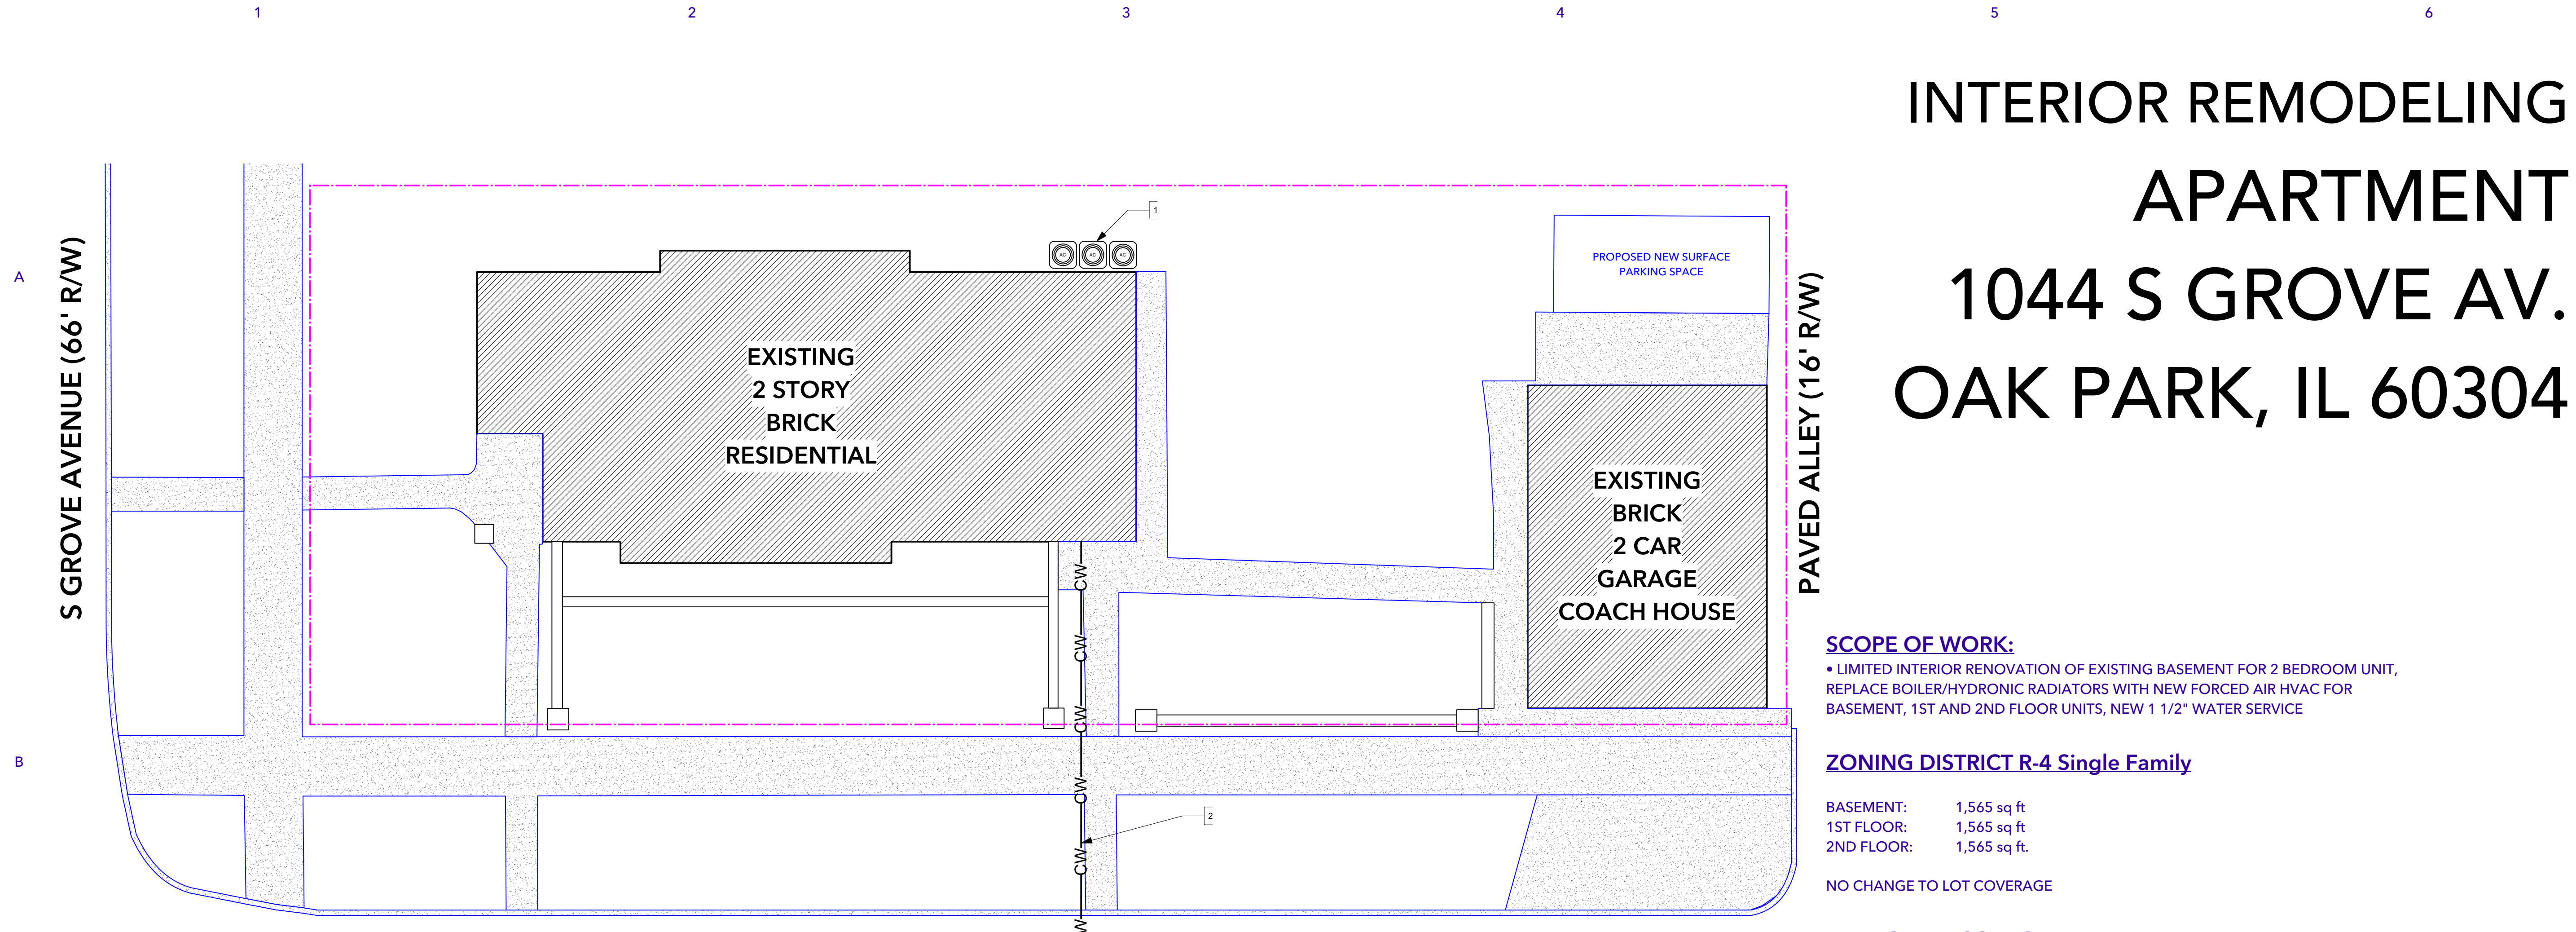 1 2 3 4 5 6
INTERIOR REMODELING
APARTMENT
1044 S GROVE AV.
OAK PARK, IL 60304
A
B
S GROVE AVENUE (66' R/W)
1
AC AC AC
EXISTING
2 STORY
BRICK
RESIDENTIAL
PROPOSED NEW SURFACE
PARKING SPACE
EXISTING
BRICK
2 CAR
GARAGE
COACH HOUSE
PAVED ALLEY (16' R/W)
CW
CW
CW
CW
CW
W
2
SCOPE OF WORK:
• LIMITED INTERIOR RENOVATION OF EXISTING BASEMENT FOR 2 BEDROOM UNIT,
REPLACE BOILER/HYDRONIC RADIATORS WITH NEW FORCED AIR HVAC FOR
BASEMENT, 1ST AND 2ND FLOOR UNITS, NEW 1 1/2" WATER SERVICE
ZONING DISTRICT R-4 Single Family
BASEMENT: 1,565 sq ft
1ST FLOOR: 1,565 sq ft
2ND FLOOR: 1,565 sq ft.
NO CHANGE TO LOT COVERAGE